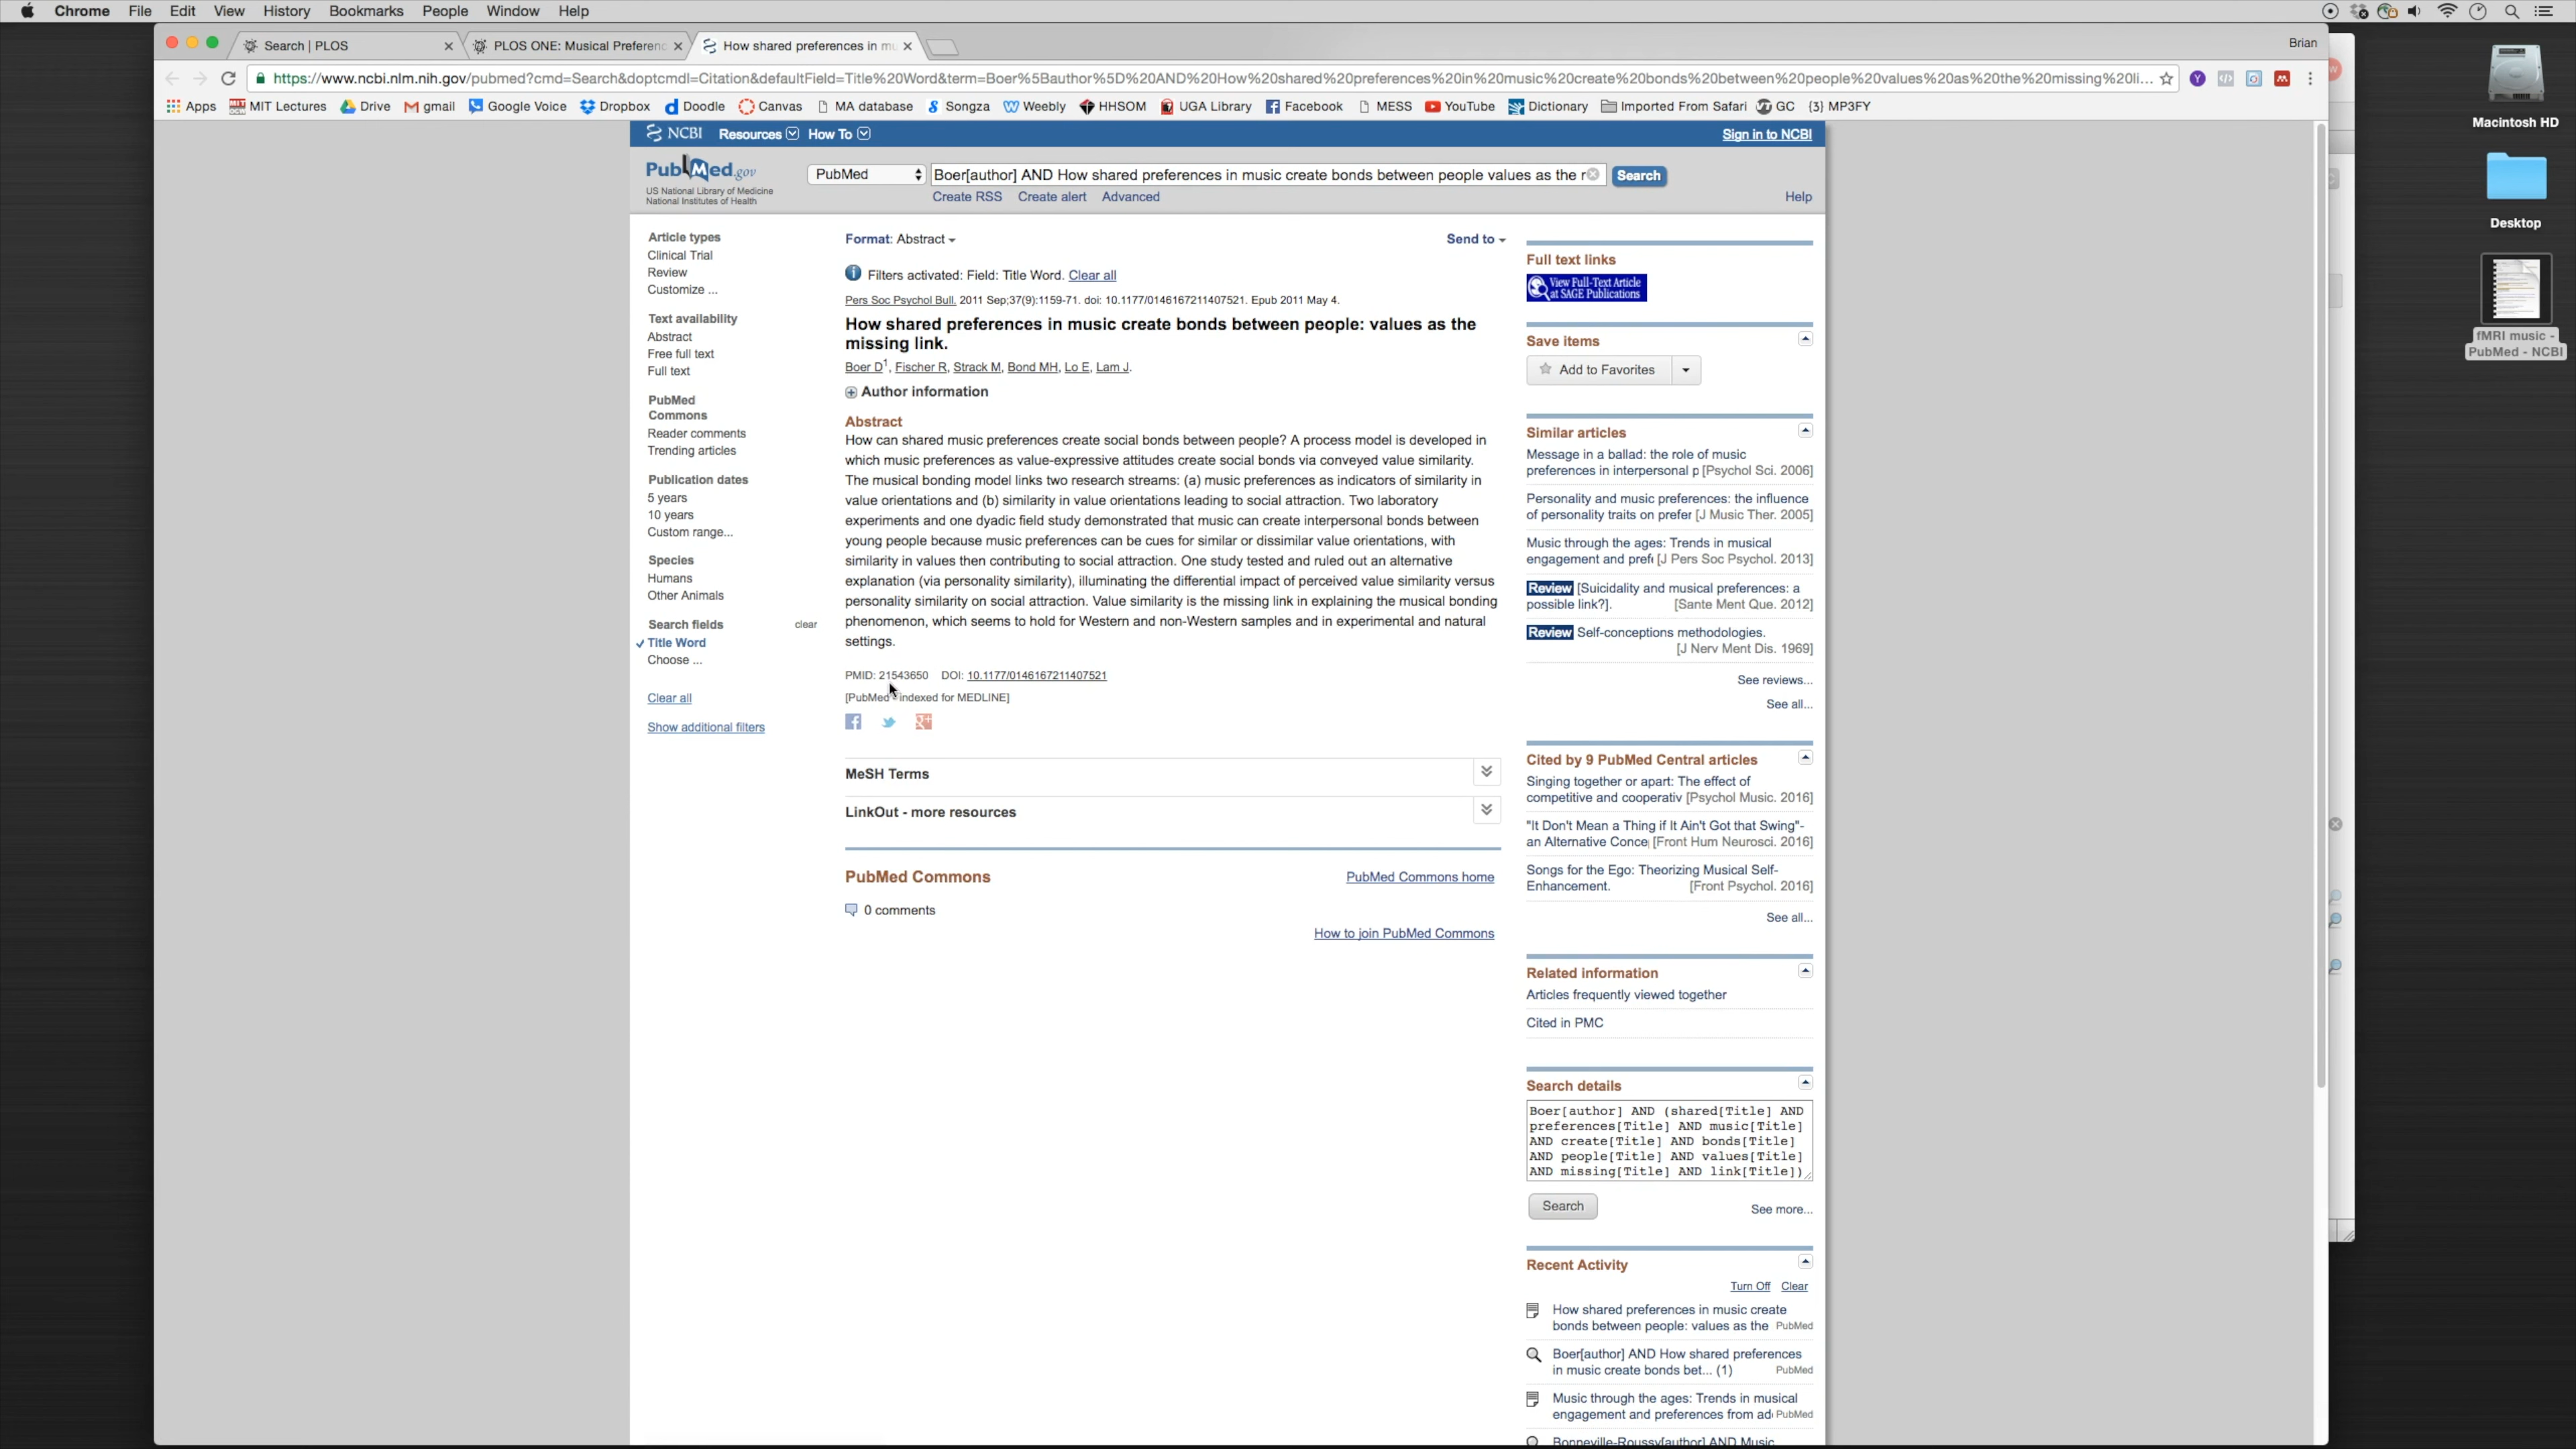 Chrome File Edit View History Bookmarks People Window Help
Search | PLOS
PLOS ONE: Musical Preferenc
How shared preferences in mu
Brian
https://www.ncbi.nlm.nih.gov/pubmed?cmd=Search&doptcmdl=Citation&defaultField=Title%20Word&term=Boer%5Bauthor%5D%20AND%20How%20shared%20preferences%20in%20music%20create%20bonds%20between%20people%20values%20as%20the%20missing%20li...
Apps MIT Lectures Drive gmail Google Voice Dropbox Doodle Canvas MA database Songza Weebly HHSOM UGA Library Facebook MESS YouTube Dictionary Imported From Safari GC {3} MP3FY
Macintosh HD
Desktop
fMRI music -
PubMed - NCBI
NCBI Resources How To
Sign in to NCBI
PubMed.gov
US National Library of Medicine
National Institutes of Health
PubMed
Boer[author] AND How shared preferences in music create bonds between people values as the r
Search
Create RSS Create alert Advanced
Help
Article types
Clinical Trial
Review
Customize ...
Text availability
Abstract
Free full text
Full text
PubMed
Commons
Reader comments
Trending articles
Publication dates
5 years
10 years
Custom range...
Species
Humans
Other Animals
Search fields
clear
Title Word
Choose ...
Clear all
Show additional filters
Format: Abstract
Send to
Filters activated: Field: Title Word. Clear all
Pers Soc Psychol Bull. 2011 Sep;37(9):1159-71. doi: 10.1177/0146167211407521. Epub 2011 May 4.
How shared preferences in music create bonds between people: values as the
missing link.
Boer D1, Fischer R, Strack M, Bond MH, Lo E, Lam J.
Author information
Abstract
How can shared music preferences create social bonds between people? A process model is developed in
which music preferences as value-expressive attitudes create social bonds via conveyed value similarity.
The musical bonding model links two research streams: (a) music preferences as indicators of similarity in
value orientations and (b) similarity in value orientations leading to social attraction. Two laboratory
experiments and one dyadic field study demonstrated that music can create interpersonal bonds between
young people because music preferences can be cues for similar or dissimilar value orientations, with
similarity in values then contributing to social attraction. One study tested and ruled out an alternative
explanation (via personality similarity), illuminating the differential impact of perceived value similarity versus
personality similarity on social attraction. Value similarity is the missing link in explaining the musical bonding
phenomenon, which seems to hold for Western and non-Western samples and in experimental and natural
settings.
PMID: 21543650 DOI: 10.1177/0146167211407521
[PubMed - indexed for MEDLINE]
MeSH Terms
LinkOut - more resources
PubMed Commons
PubMed Commons home
0 comments
How to join PubMed Commons
Full text links
View Full-Text Article
at SAGE Publications
Save items
Add to Favorites
Similar articles
Message in a ballad: the role of music
preferences in interpersonal p [Psychol Sci. 2006]
Personality and music preferences: the influence
of personality traits on prefer [J Music Ther. 2005]
Music through the ages: Trends in musical
engagement and prefe [J Pers Soc Psychol. 2013]
Review [Suicidality and musical preferences: a
possible link?]. [Sante Ment Que. 2012]
Review Self-conceptions methodologies.
[J Nerv Ment Dis. 1969]
See reviews...
See all...
Cited by 9 PubMed Central articles
Singing together or apart: The effect of
competitive and cooperativ [Psychol Music. 2016]
"It Don't Mean a Thing if It Ain't Got that Swing"-
an Alternative Conce [Front Hum Neurosci. 2016]
Songs for the Ego: Theorizing Musical Self-
Enhancement. [Front Psychol. 2016]
See all...
Related information
Articles frequently viewed together
Cited in PMC
Search details
Boer[author] AND (shared[Title] AND
preferences[Title] AND music[Title]
AND create[Title] AND bonds[Title]
AND people[Title] AND values[Title]
AND missing[Title] AND link[Title])
Search
See more...
Recent Activity
Turn Off Clear
How shared preferences in music create
bonds between people: values as the PubMed
Boer[author] AND How shared preferences
in music create bonds bet... (1) PubMed
Music through the ages: Trends in musical
engagement and preferences from ad PubMed
Bonneville-Roussy[author] AND Music